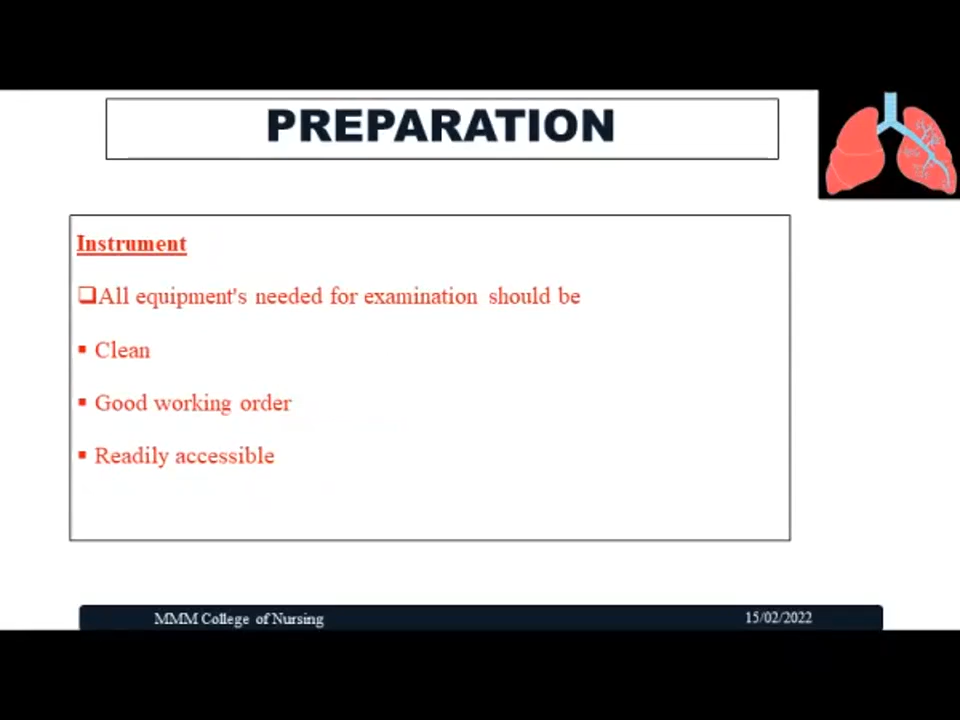 PREPARATION
Instrument
❑All equipment's needed for examination should be
▪ Clean
▪ Good working order
▪ Readily accessible
MMM College of Nursing
15/02/2022